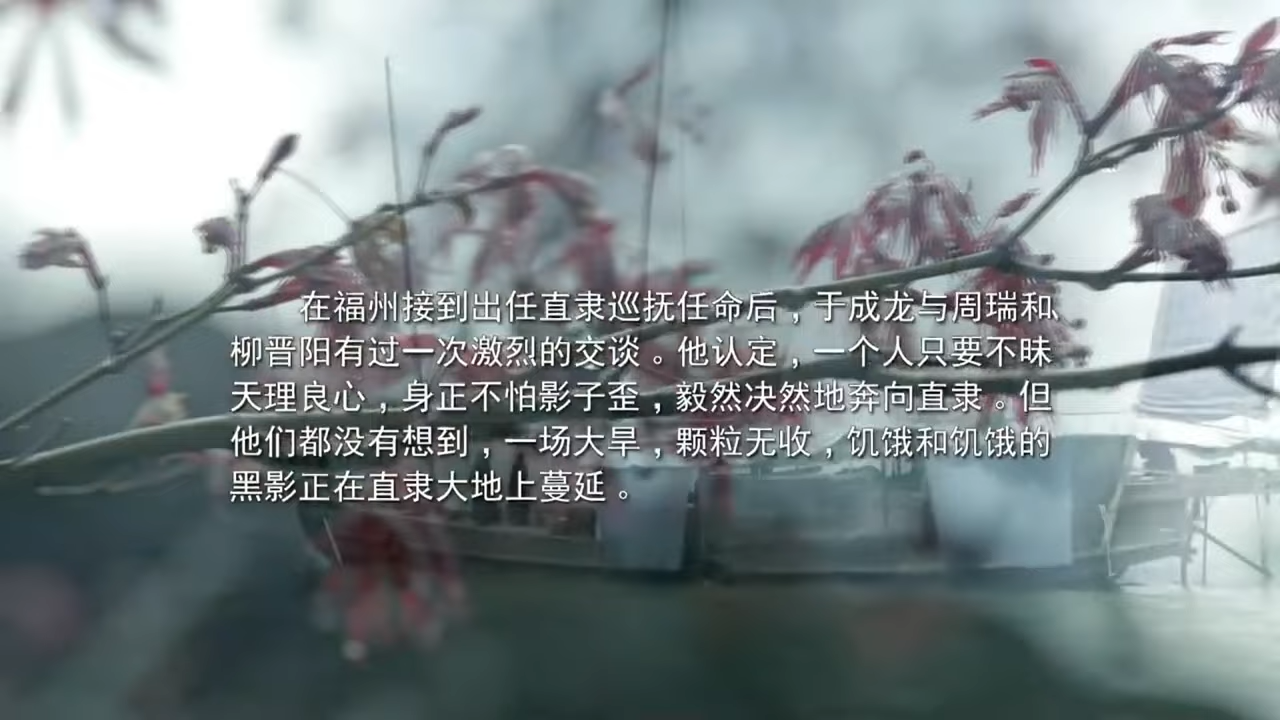 在福州接到出任直隶巡抚任命后，于成龙与周瑞和、
柳晋阳有过一次激烈的交谈。他认定，一个人只要不昧
天理良心，身正不怕影子歪，毅然决然地奔向直隶。但
他们都没有想到，一场大旱，颗粒无收，饥饿和饥饿的
黑影正在直隶大地上蔓延。